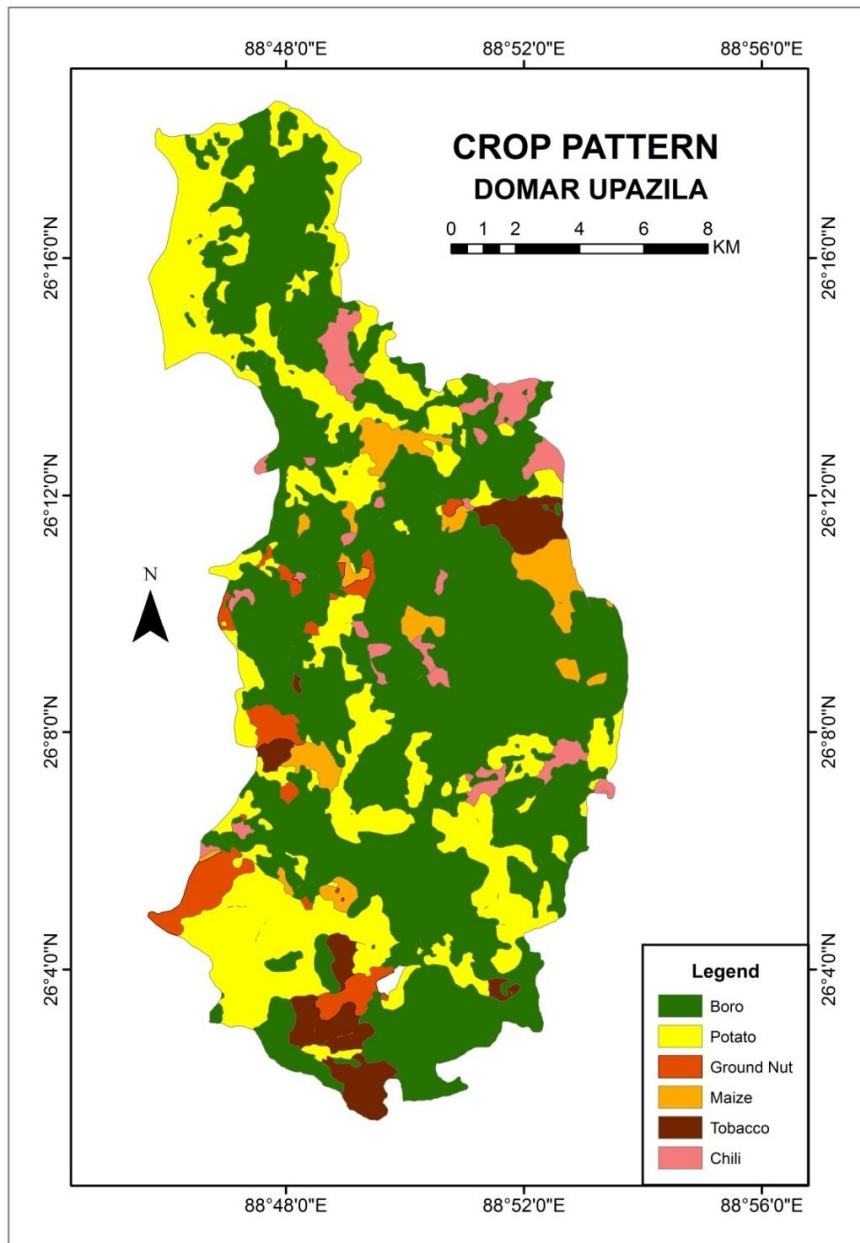 88°48'0"E 88°52'0"E 88°56'0"E
CROP PATTERN
DOMAR UPAZILA
0 1 2 4 6 8
KM
26°16'0"N 26°16'0"N
26°12'0"N 26°12'0"N
N
26°8'0"N 26°8'0"N
26°4'0"N 26°4'0"N
Legend
Boro
Potato
Ground Nut
Maize
Tobacco
Chili
88°48'0"E 88°52'0"E 88°56'0"E